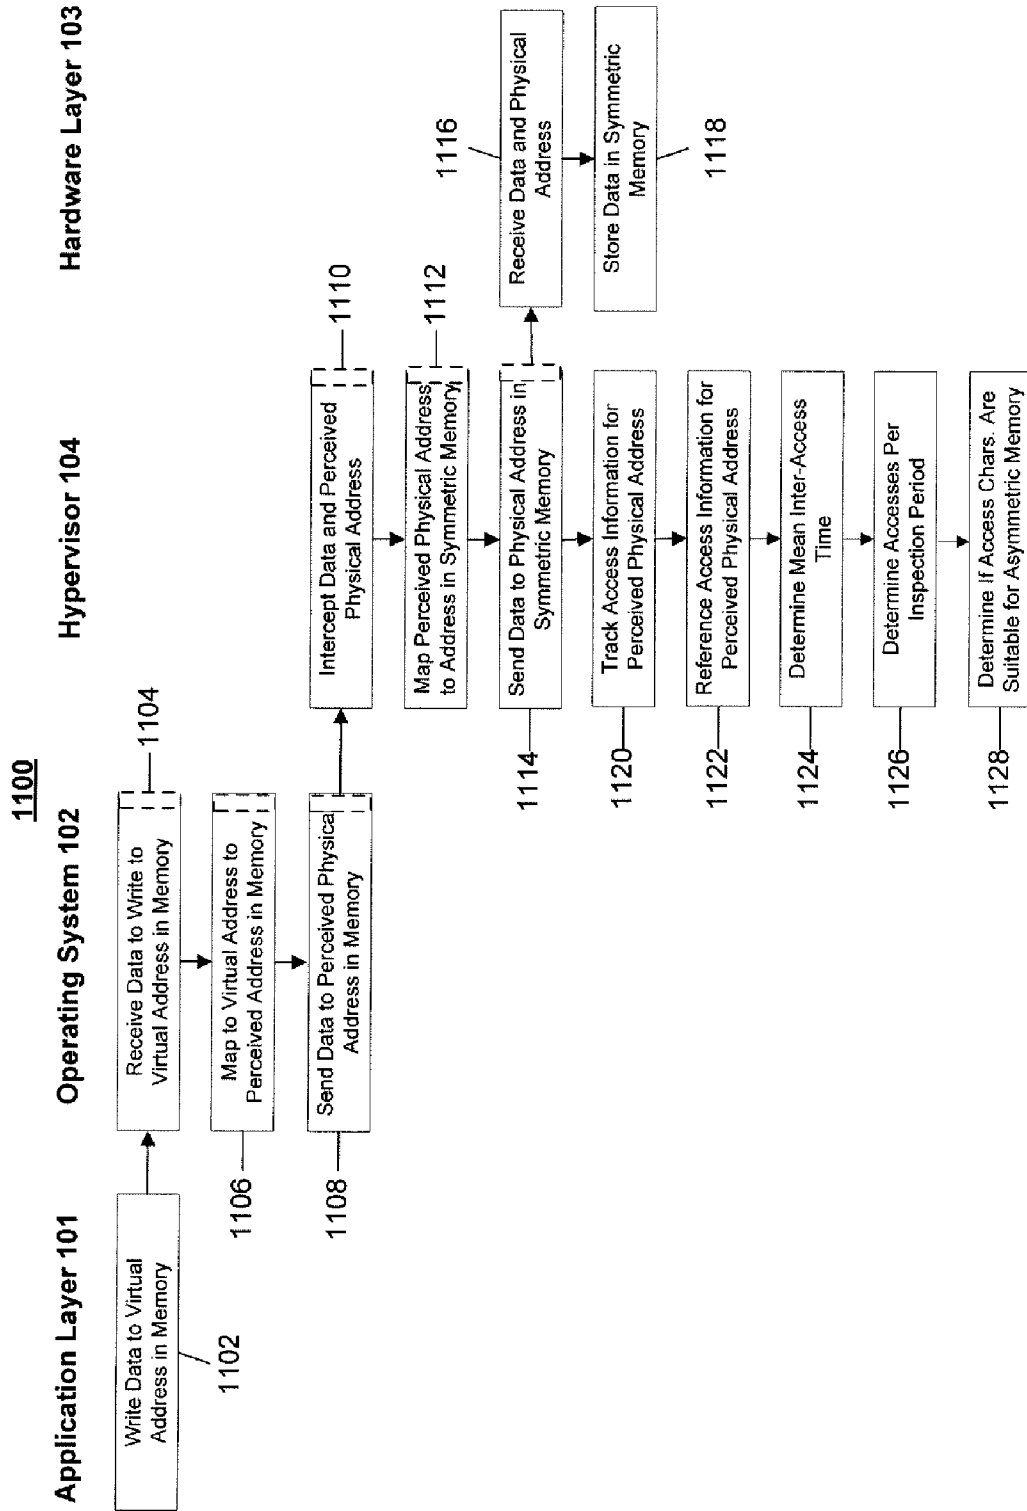 1100
Application Layer 101
Operating System 102
Hypervisor 104
Hardware Layer 103
Write Data to Virtual
Address in Memory
1102
Receive Data to Write to
Virtual Address in Memory
1104
Map to Virtual Address to
Perceived Address in Memory
1106
Send Data to Perceived Physica
Address in Memory
1108
Intercept Data and Perceived
Physical Address
1110
Map Perceived Physical Address
to Address in Symmetric Memory
1112
Send Data to Physical Address in
Symmetric Memory
1114
Receive Data and Physical
Address
1116
Store Data in Symmetric
Memory
1118
Track Access Information for
Perceived Physical Address
1120
Reference Access Information for
Perceived Physical Address
1122
Determine Mean Inter-Access
Time
1124
Determine Accesses Per
Inspection Period
1126
Determine If Access Chars. Are
Suitable for Asymmetric Memory
1128